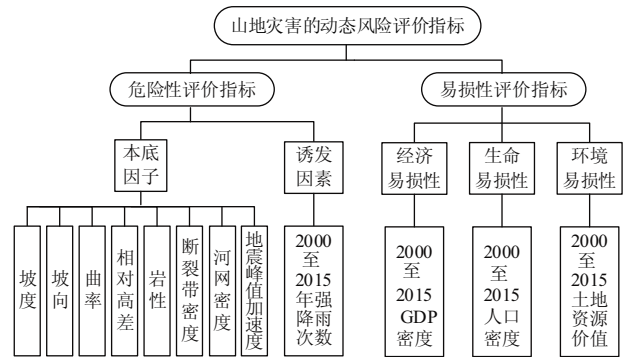 山地灾害的动态风险评价指标
危险性评价指标
易损性评价指标
本底
因子
诱发
因素
经济
易损性
生命
易损性
环境
易损性
坡度
坡向
曲率
相对高差
岩性
断裂带密度
河网密度
地震峰值加速度
2000
至
2015
年强
降雨
次数
2000
至
2015
GDP
密度
2000
至
2015
人口
密度
2000
至
2015
土地
资源
价值